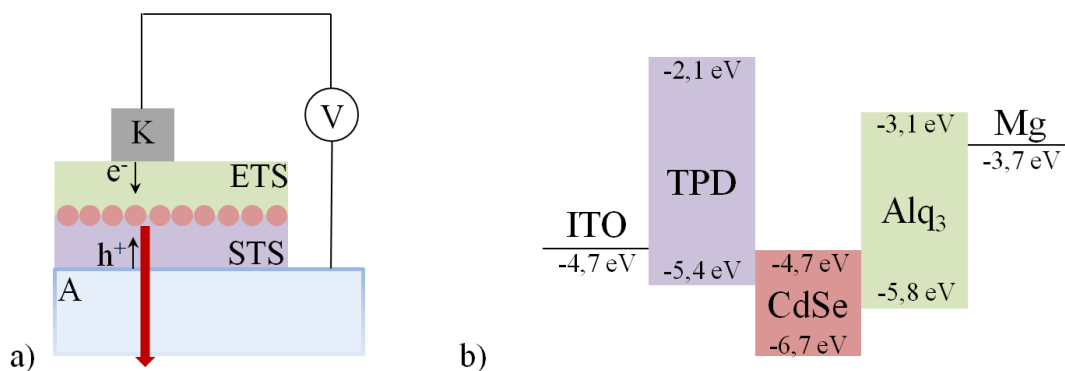 K
V
e-
ETS
h+
STS
A
a)
-2,1 eV
TPD
-5,4 eV
ITO
-4,7 eV
-4,7 eV
CdSe
-6,7 eV
-3,1 eV
Alq3
-5,8 eV
Mg
-3,7 eV
b)